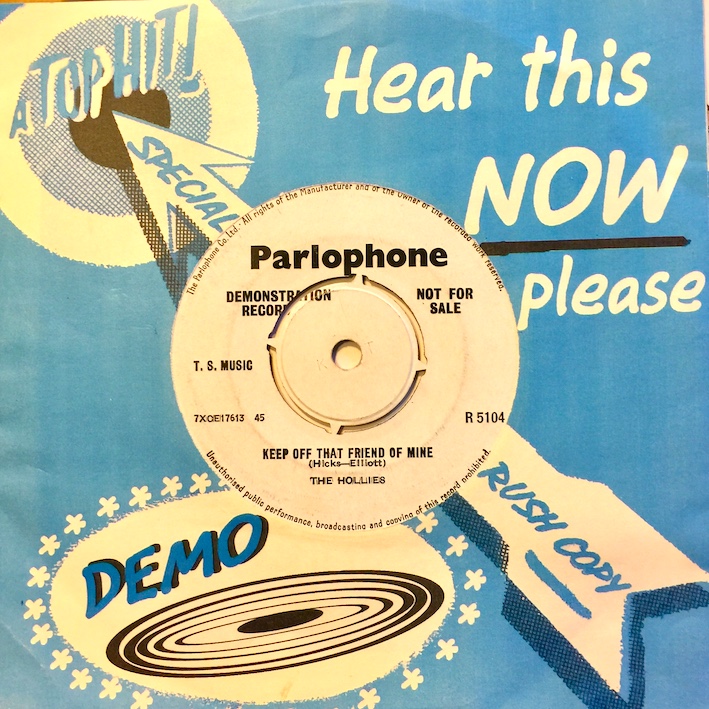 A TOP HIT!
SPECIAL
Hear this
NOW
please
The Parlophone Co. Ltd. All rights of the Manufacturer and of the Owner of the recorded work reserved.
Parlophone
DEMONSTRATION
RECORD
NOT FOR
SALE
T. S. MUSIC
7XCE17613 45
R 5104
KEEP OFF THAT FRIEND OF MINE
(Hicks—Elliott)
THE HOLLIES
Unauthorised public performance, broadcasting and copying of this record prohibited.
RUSH COPY
DEMO